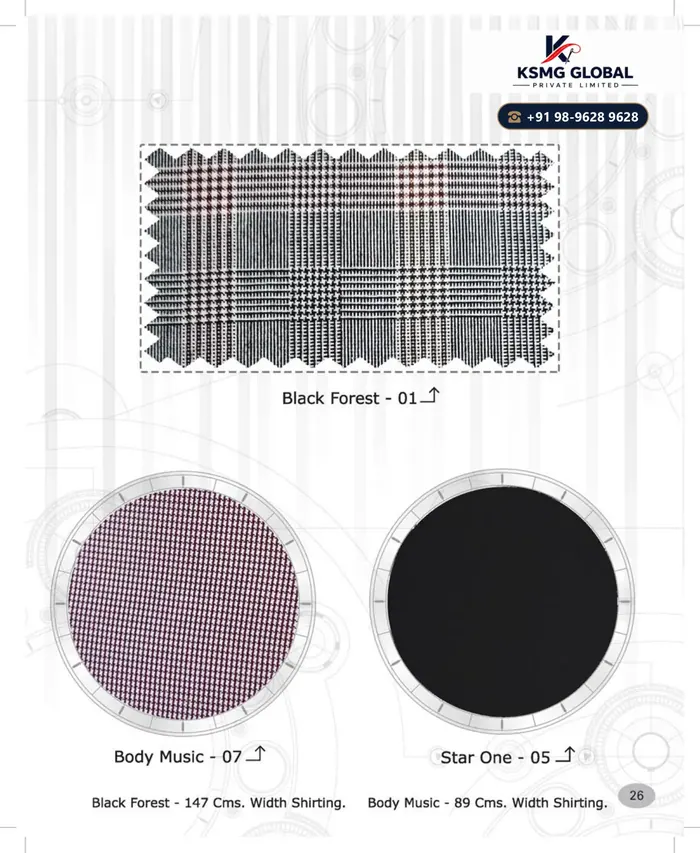 KSMG GLOBAL
PRIVATE LIMITED
+91 98-9628 9628
Black Forest - 01
Body Music - 07
Star One - 05
Black Forest - 147 Cms. Width Shirting. Body Music - 89 Cms. Width Shirting.
26